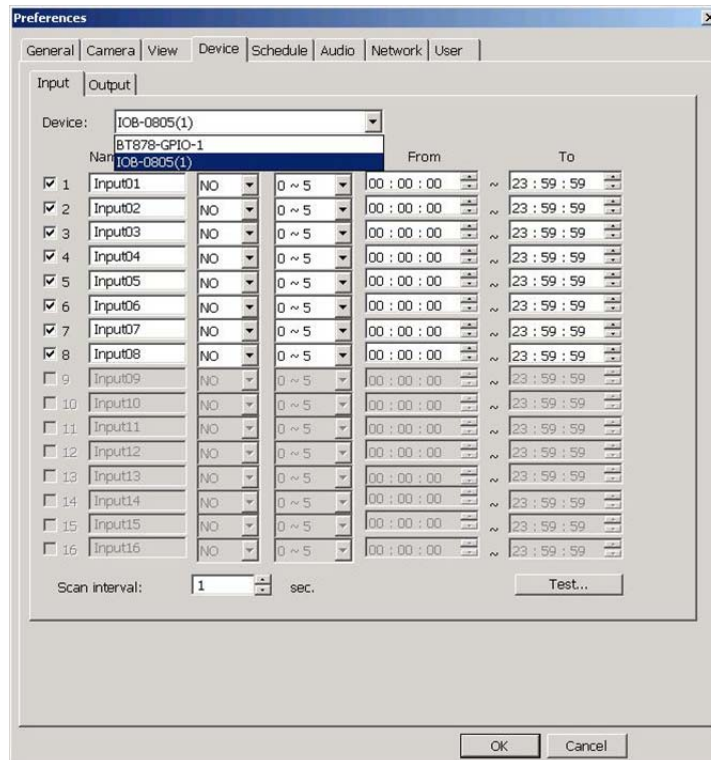 Preferences
General Camera View Device Schedule Audio Network User
Input Output
Device: IOB-0805(1)
BT878-GPIO-1
IOB-0805(1)
Nam From To
1 Input01 NO 0 ~ 5 00 : 00 : 00 ~ 23 : 59 : 59
2 Input02 NO 0 ~ 5 00 : 00 : 00 ~ 23 : 59 : 59
3 Input03 NO 0 ~ 5 00 : 00 : 00 ~ 23 : 59 : 59
4 Input04 NO 0 ~ 5 00 : 00 : 00 ~ 23 : 59 : 59
5 Input05 NO 0 ~ 5 00 : 00 : 00 ~ 23 : 59 : 59
6 Input06 NO 0 ~ 5 00 : 00 : 00 ~ 23 : 59 : 59
7 Input07 NO 0 ~ 5 00 : 00 : 00 ~ 23 : 59 : 59
8 Input08 NO 0 ~ 5 00 : 00 : 00 ~ 23 : 59 : 59
9 Input09 NO 0 ~ 5 00 : 00 : 00 ~ 23 : 59 : 59
10 Input10 NO 0 ~ 5 00 : 00 : 00 ~ 23 : 59 : 59
11 Input11 NO 0 ~ 5 00 : 00 : 00 ~ 23 : 59 : 59
12 Input12 NO 0 ~ 5 00 : 00 : 00 ~ 23 : 59 : 59
13 Input13 NO 0 ~ 5 00 : 00 : 00 ~ 23 : 59 : 59
14 Input14 NO 0 ~ 5 00 : 00 : 00 ~ 23 : 59 : 59
15 Input15 NO 0 ~ 5 00 : 00 : 00 ~ 23 : 59 : 59
16 Input16 NO 0 ~ 5 00 : 00 : 00 ~ 23 : 59 : 59
Scan interval: 1 sec. Test...
OK Cancel